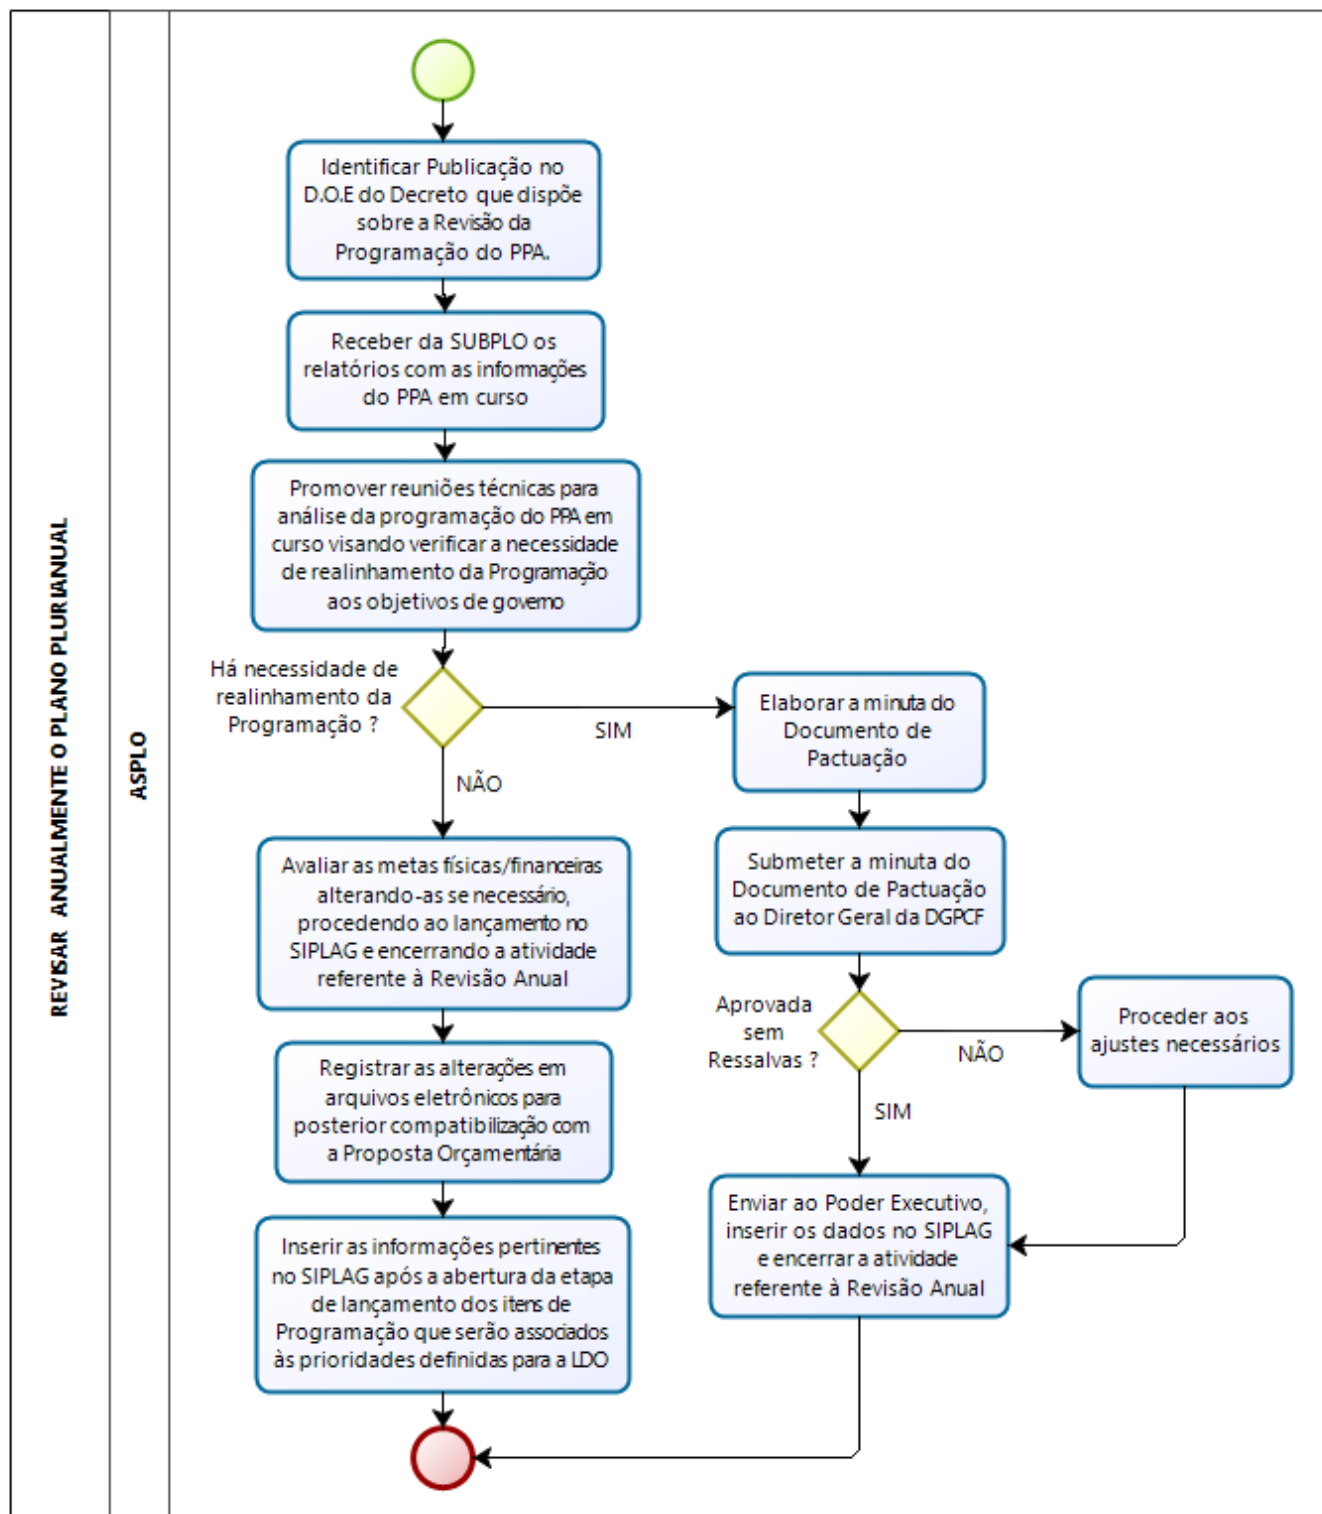 REVISAR ANUALMENTE O PLANO PLURIANUAL
ASPLO
Identificar Publicação no
D.O.E do Decreto que dispõe
sobre a Revisão da
Programação do PPA.
Receber da SUBPLO os
relatórios com as informações
do PPA em curso
Promover reuniões técnicas para
análise da programação do PPA em
curso visando verificar a necessidade
de realinhamento da Programação
aos objetivos de governo
Há necessidade de
realinhamento da
Programação ?
SIM
NÃO
Elaborar a minuta do
Documento de
Pactuação
Submeter a minuta do
Documento de Pactuação
ao Diretor Geral da DGPCF
Aprovada
sem
Ressalvas ?
NÃO
SIM
Proceder aos
ajustes necessários
Enviar ao Poder Executivo,
inserir os dados no SIPLAG
e encerrar a atividade
referente à Revisão Anual
Avaliar as metas físicas/financeiras
alterando-as se necessário,
procedendo ao lançamento no
SIPLAG e encerrando a atividade
referente à Revisão Anual
Registrar as alterações em
arquivos eletrônicos para
posterior compatibilização com
a Proposta Orçamentária
Inserir as informações pertinentes
no SIPLAG após a abertura da etapa
de lançamento dos itens de
Programação que serão associados
às prioridades definidas para a LDO